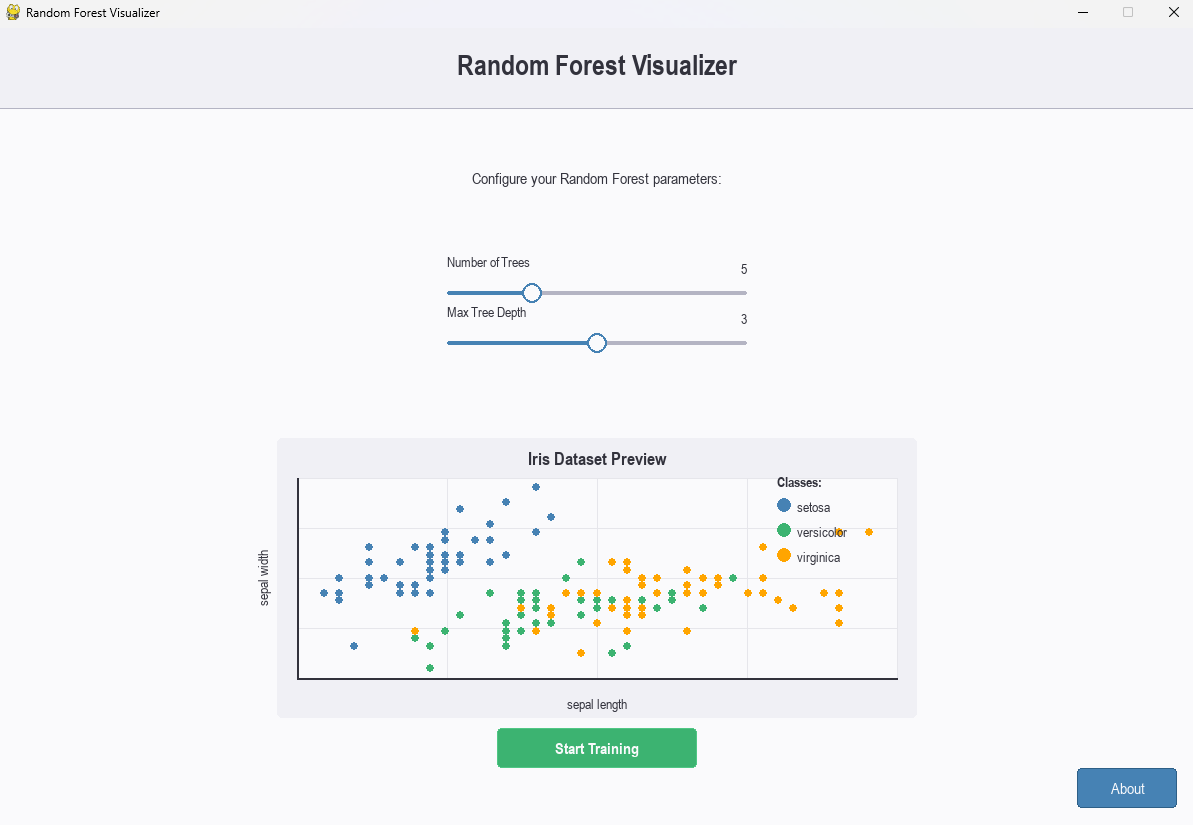 Random Forest Visualizer
Random Forest Visualizer
Configure your Random Forest parameters:
Number of Trees
5
Max Tree Depth
3
Iris Dataset Preview
Classes:
setosa
versicolor
virginica
sepal width
sepal length
Start Training
About